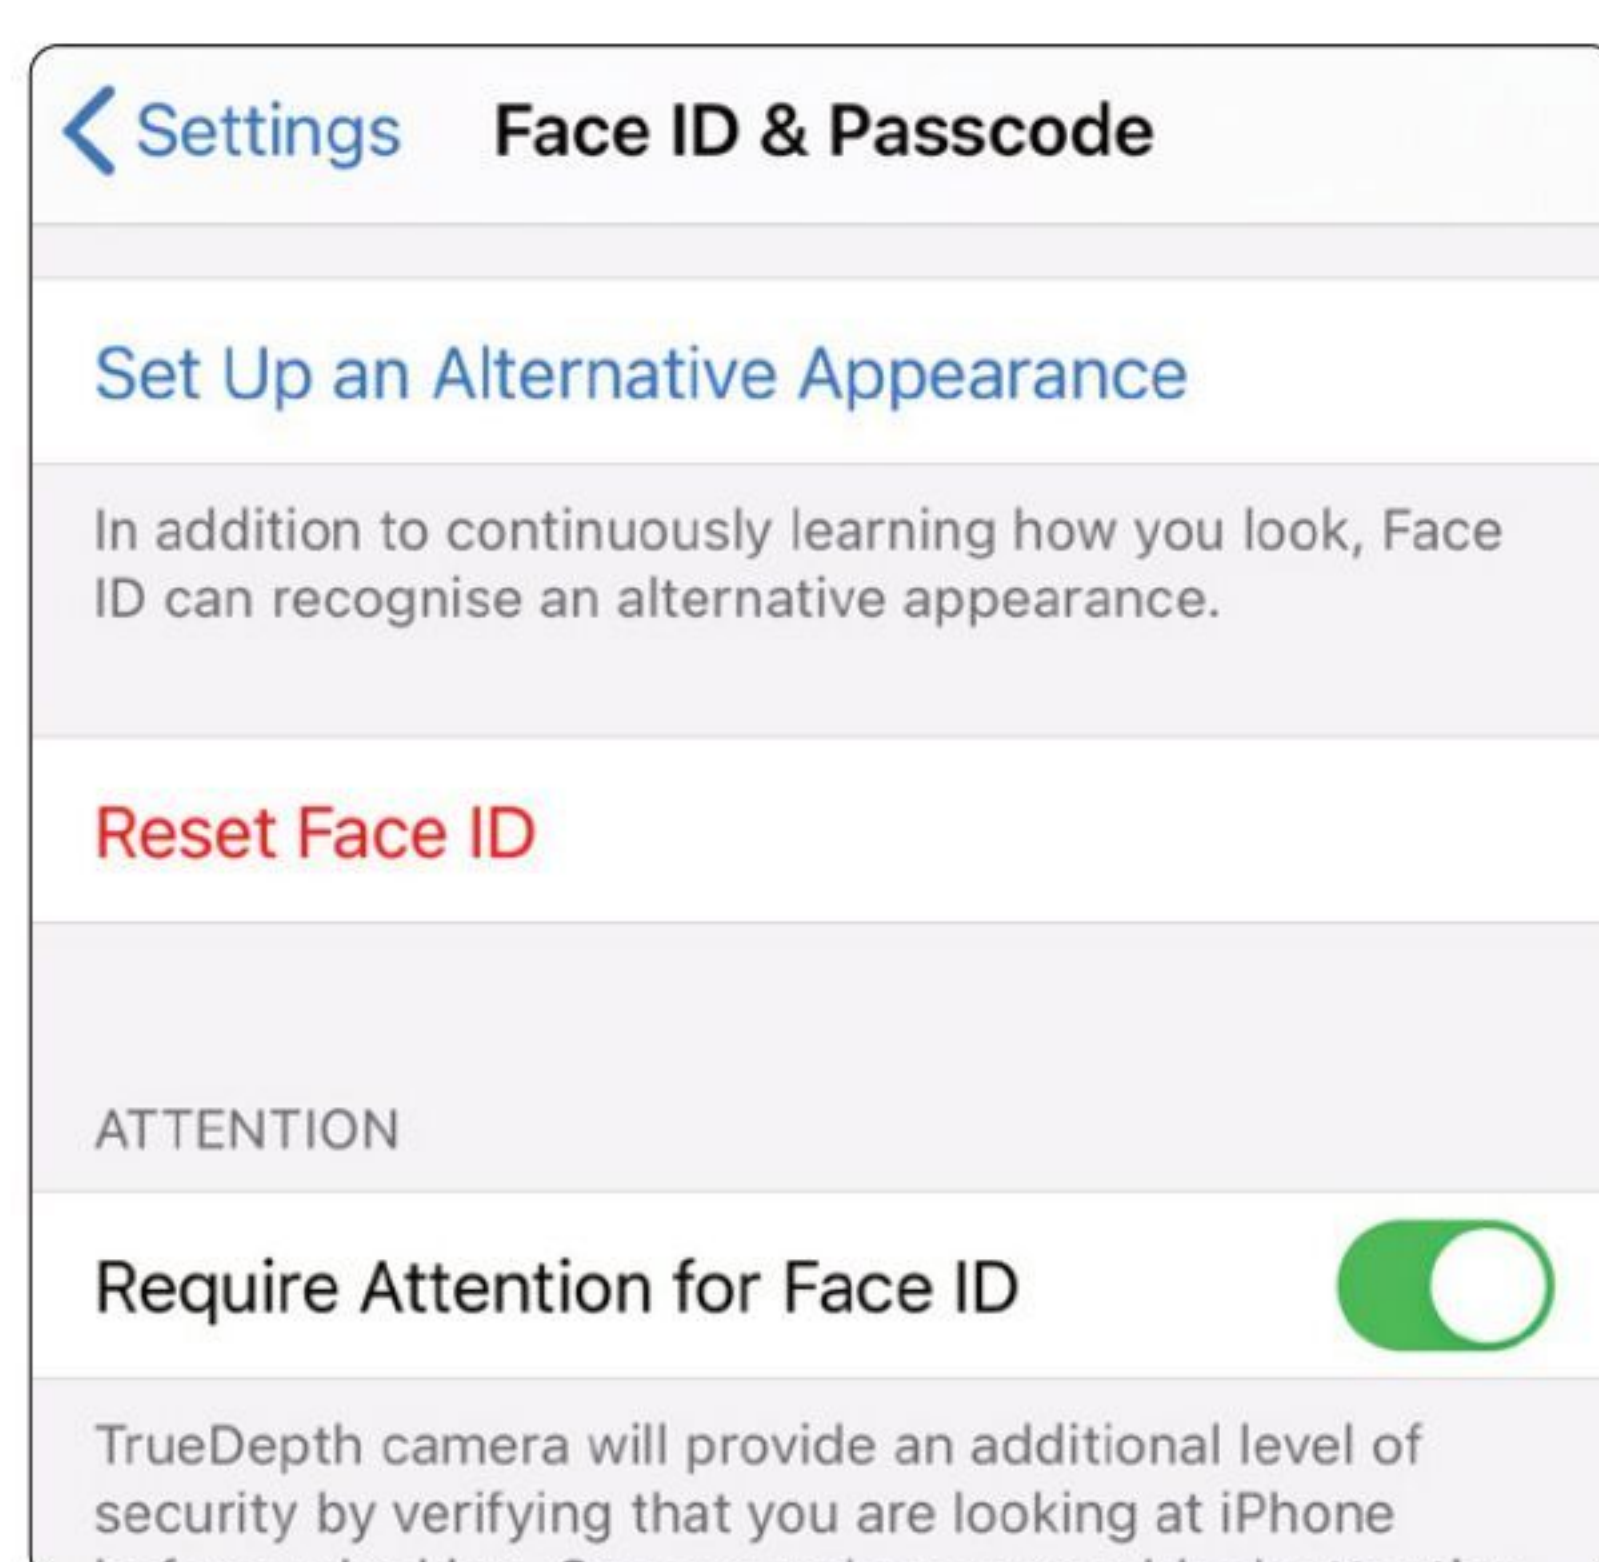 Settings Face ID & Passcode
Set Up an Alternative Appearance
In addition to continuously learning how you look, Face
ID can recognise an alternative appearance.
Reset Face ID
ATTENTION
Require Attention for Face ID
TrueDepth camera will provide an additional level of
security by verifying that you are looking at iPhone